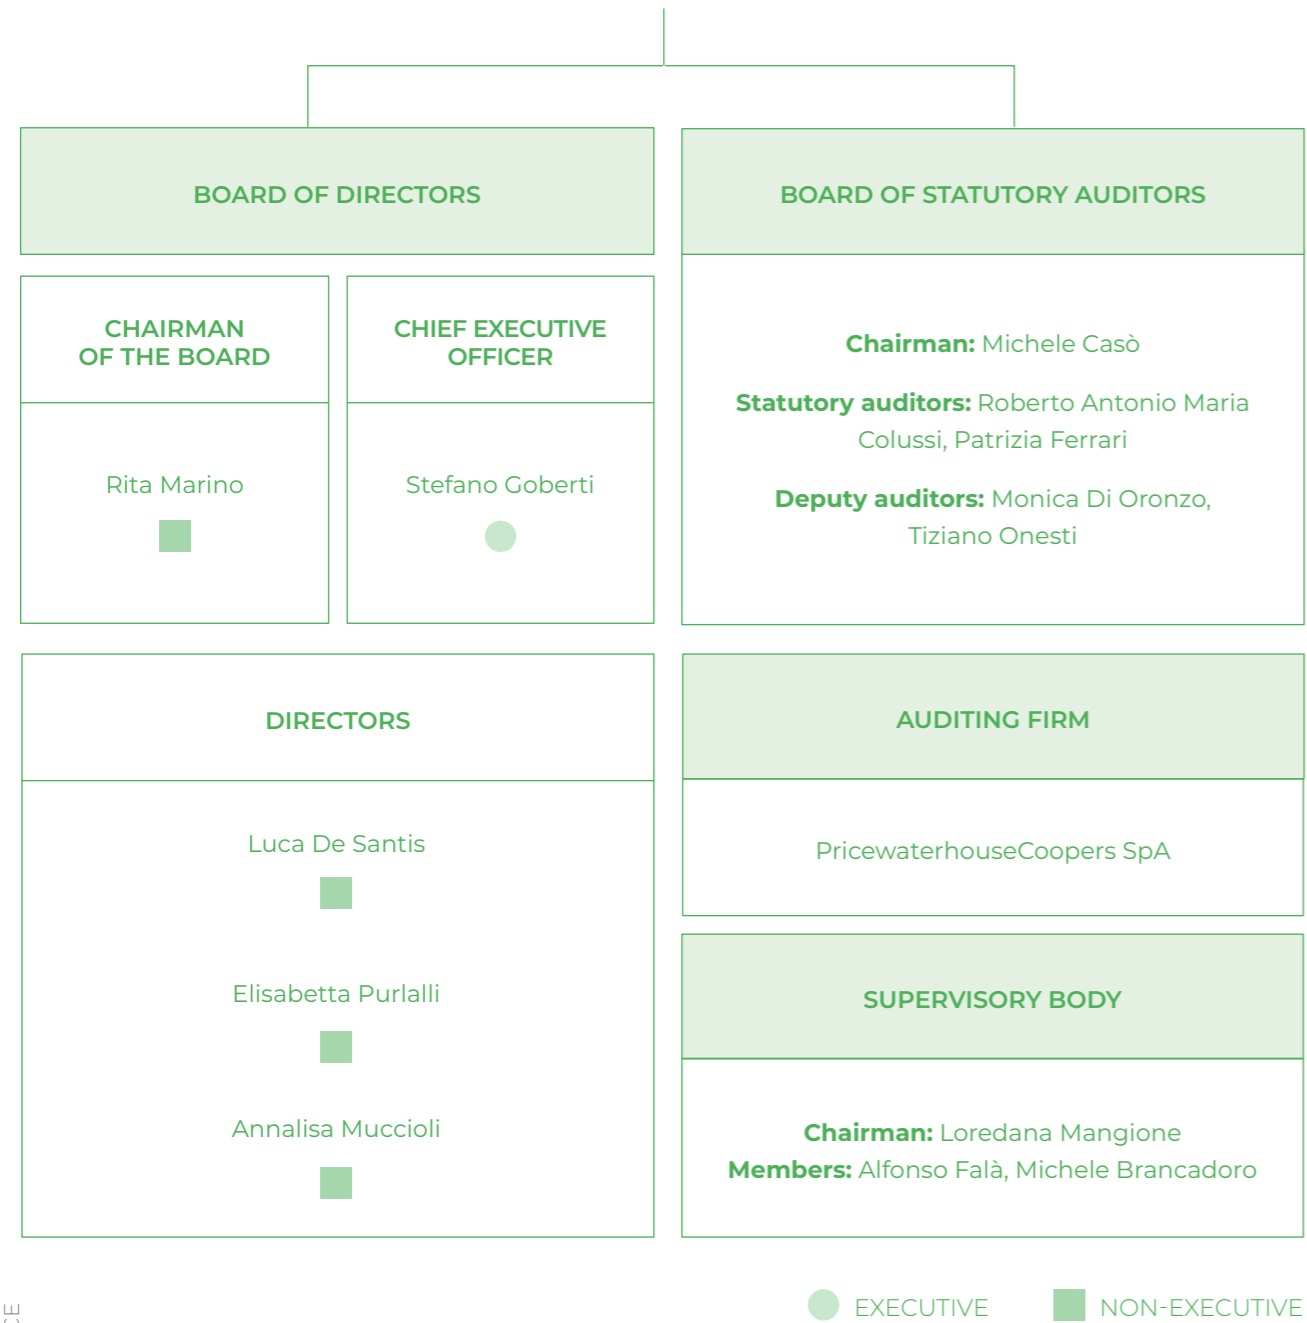 BOARD OF DIRECTORS
CHAIRMAN
OF THE BOARD
Rita Marino
CHIEF EXECUTIVE
OFFICER
Stefano Goberti
DIRECTORS
Luca De Santis
Elisabetta Purlalli
Annalisa Muccioli
BOARD OF STATUTORY AUDITORS
Chairman: Michele Casò
Statutory auditors: Roberto Antonio Maria
Colussi, Patrizia Ferrari
Deputy auditors: Monica Di Oronzo,
Tiziano Onesti
AUDITING FIRM
PricewaterhouseCoopers SpA
SUPERVISORY BODY
Chairman: Loredana Mangione
Members: Alfonso Falà, Michele Brancadoro
EXECUTIVE
NON-EXECUTIVE